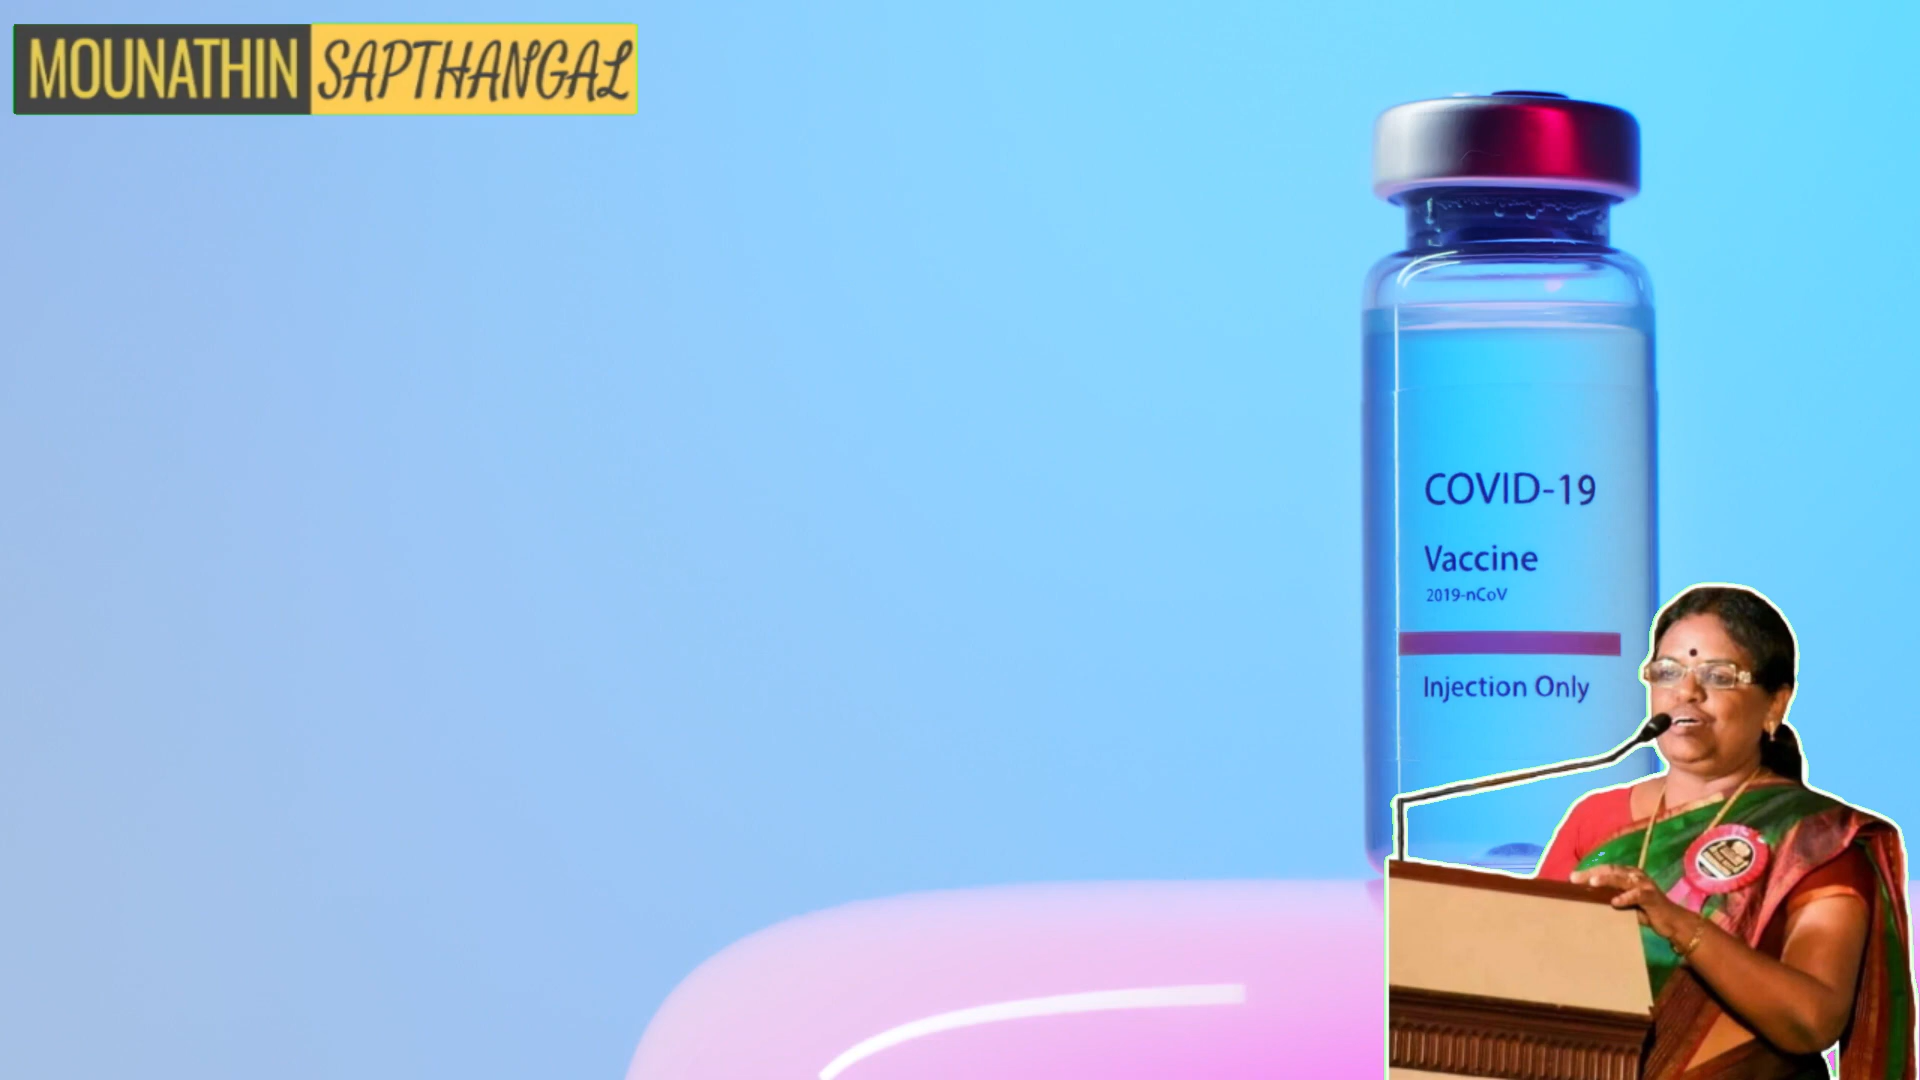 MOUNATHIN SAPTHANGAL
COVID-19
Vaccine
2019-nCoV
Injection Only